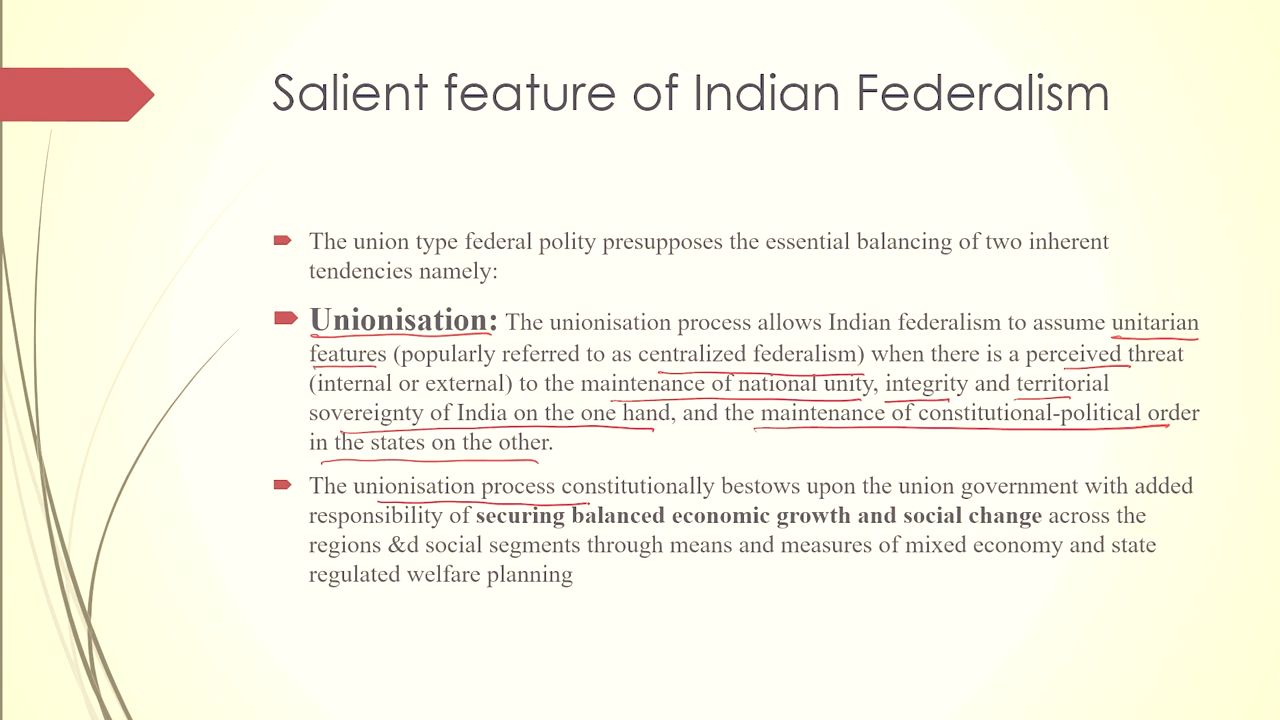 Salient feature of Indian Federalism
The union type federal polity presupposes the essential balancing of two inherent
tendencies namely:
Unionisation: The unionisation process allows Indian federalism to assume unitarian
features (popularly referred to as centralized federalism) when there is a perceived threat
(internal or external) to the maintenance of national unity, integrity and territorial
sovereignty of India on the one hand, and the maintenance of constitutional-political order
in the states on the other.
The unionisation process constitutionally bestows upon the union government with added
responsibility of securing balanced economic growth and social change across the
regions &d social segments through means and measures of mixed economy and state
regulated welfare planning